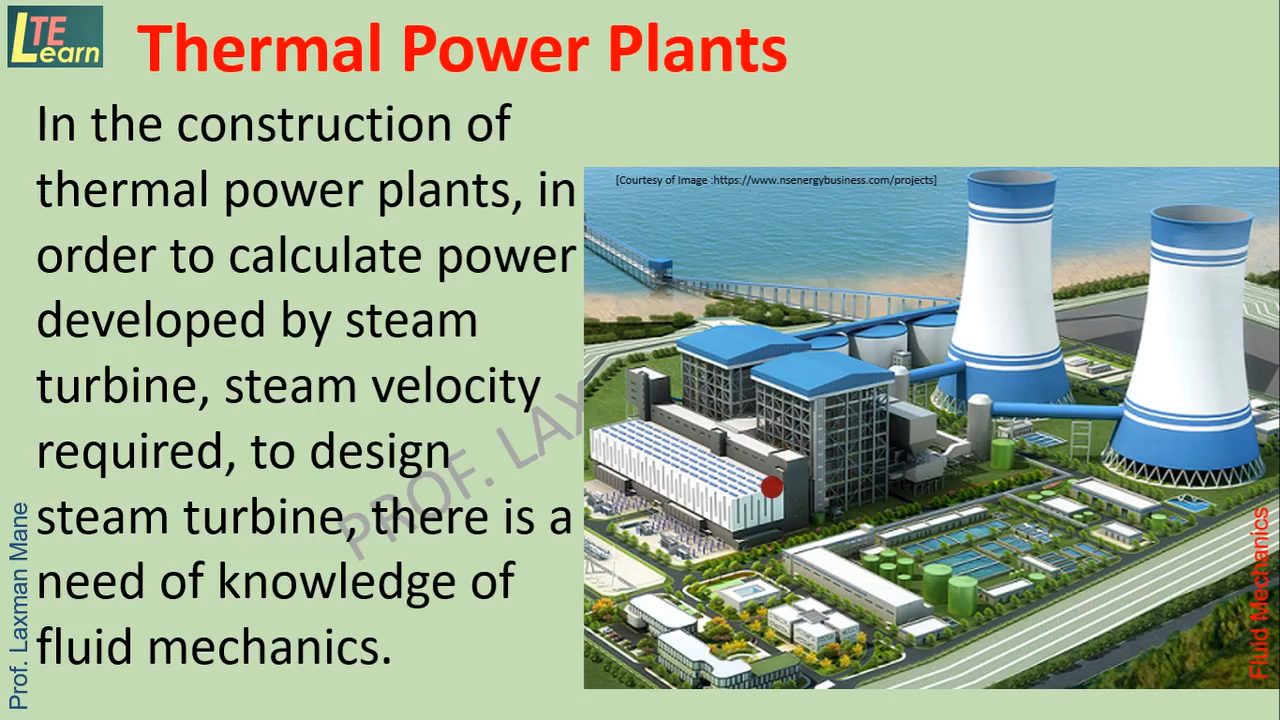 LTE
Learn
Thermal Power Plants
In the construction of
thermal power plants, in
order to calculate power
developed by steam
turbine, steam velocity
required, to design
steam turbine, there is a
need of knowledge of
fluid mechanics.
[Courtesy of Image :https://www.nsenergybusiness.com/projects]
PROF. LAX
Prof. Laxman Mane
Fluid Mechanics